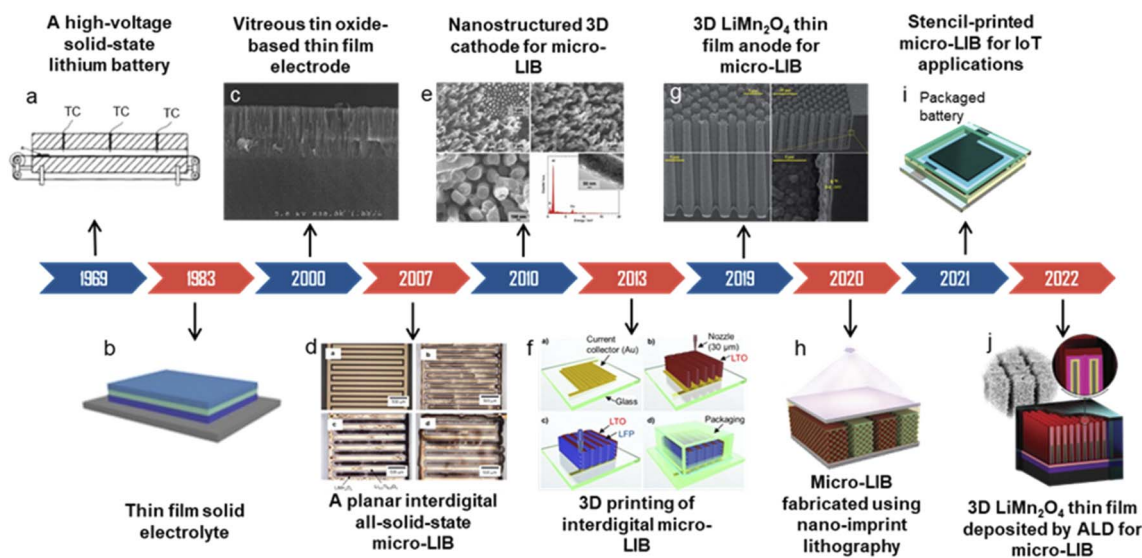 A high-voltage
solid-state
lithium battery
Vitreous tin oxide-
based thin film
electrode
Nanostructured 3D
cathode for micro-
LIB
3D LiMn₂O₄ thin
film anode for
micro-LIB
Stencil-printed
micro-LIB for IoT
applications
a
TC
TC
TC
c
e
g
i
Packaged
battery
1969
1983
2000
2007
2010
2013
2019
2020
2021
2022
b
Thin film solid
electrolyte
d
a
b
c
d
A planar interdigital
all-solid-state
micro-LIB
f
a)
Current
collector (Au)
Glass
b)
Nozzle
(30 µm)
LTO
c)
LTO
LFP
d)
Packaging
3D printing of
interdigital micro-
LIB
h
Micro-LIB
fabricated using
nano-imprint
lithography
j
3D LiMn₂O₄ thin film
deposited by ALD for
micro-LIB